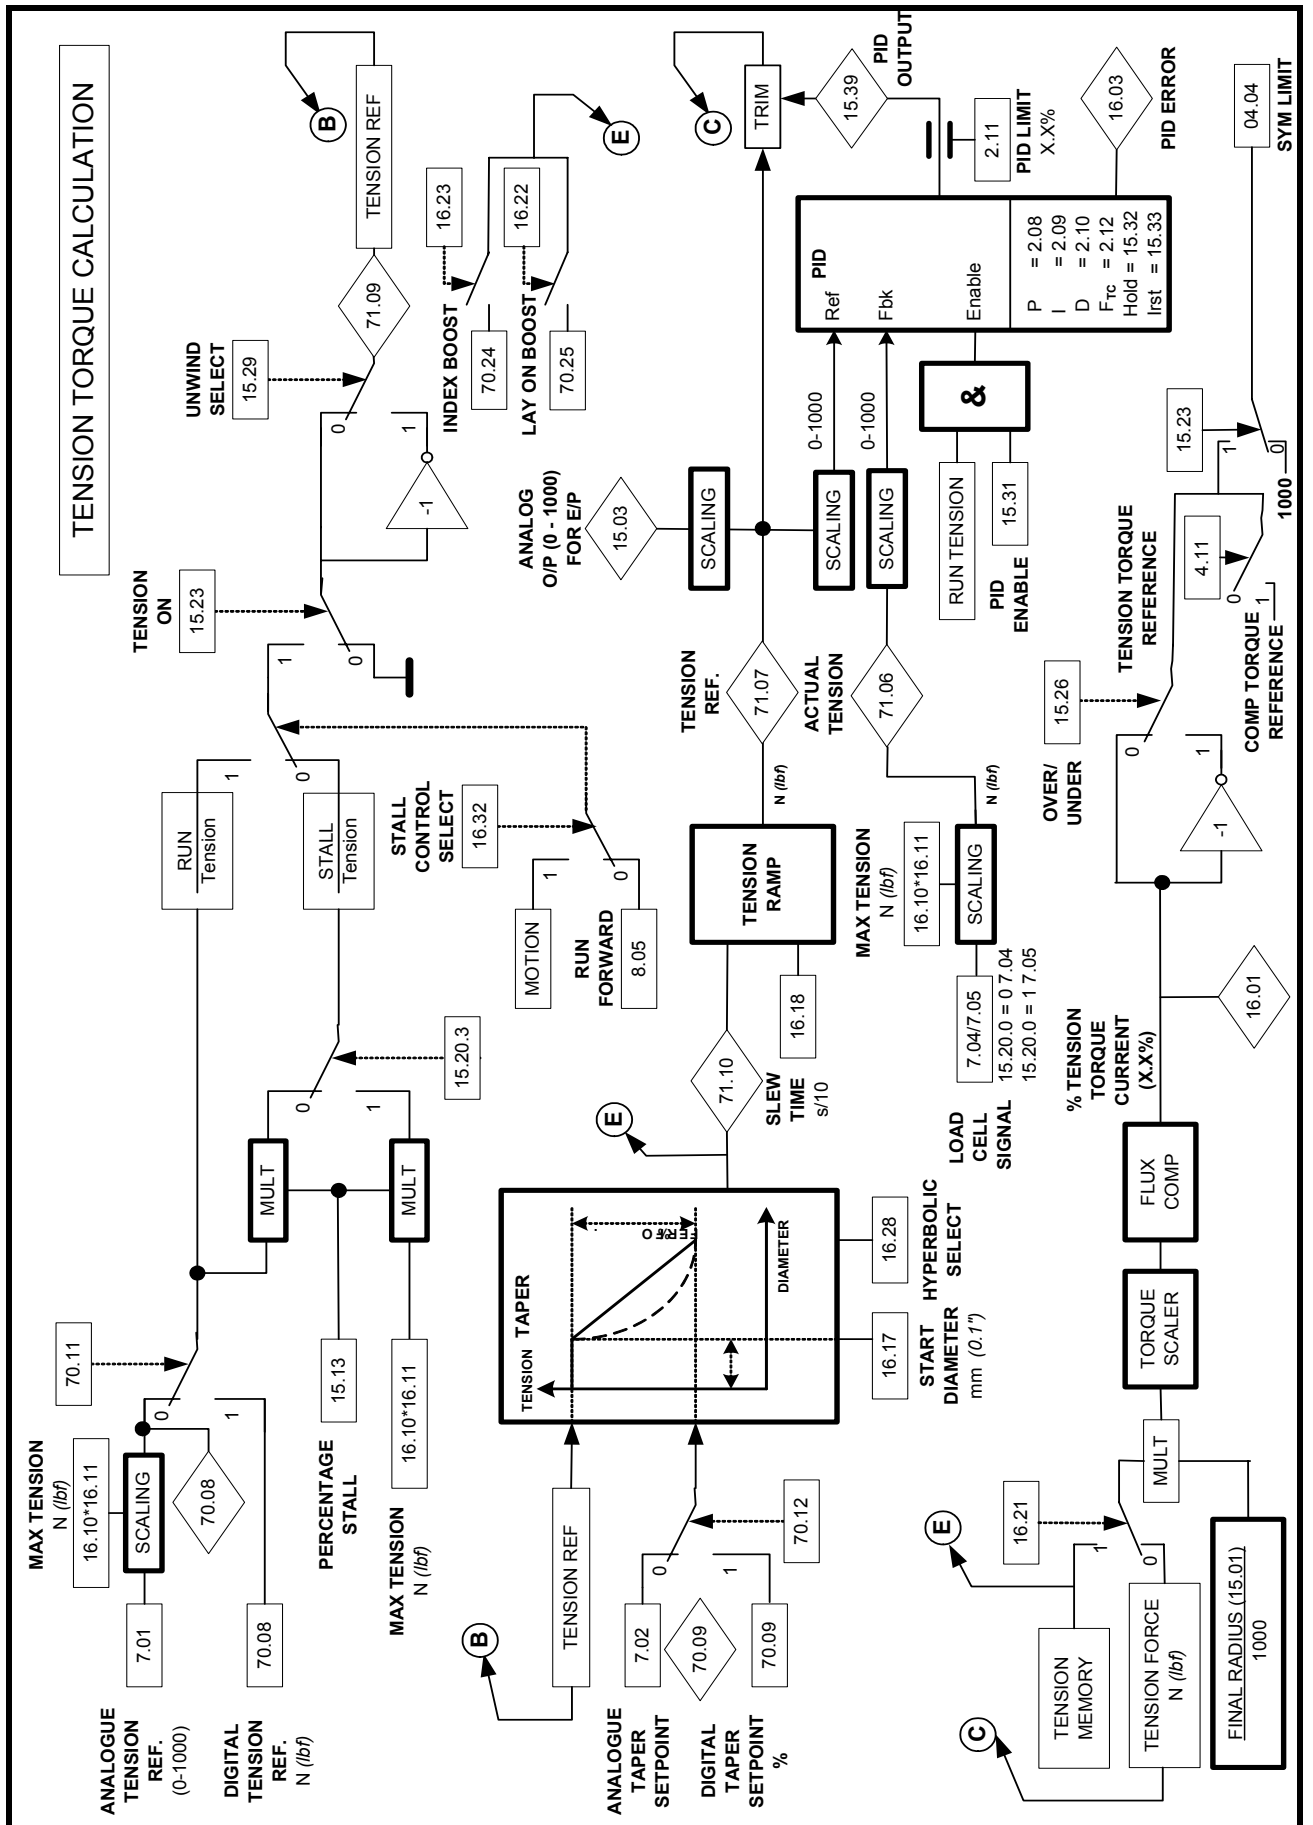 TENSION TORQUE CALCULATION
MAX TENSION
N (lbf)
16.10*16.11
SCALING
70.08
ANALOGUE
TENSION
REF.
(0-1000)
7.01
DIGITAL
TENSION
REF.
N (lbf)
70.08
70.11
0
1
PERCENTAGE
STALL
15.13
MAX TENSION
N (lbf)
16.10*16.11
MULT
MULT
0
1
15.20.3
RUN
Tension
STALL
Tension
1
0
STALL
CONTROL
SELECT
16.32
MOTION
1
0
RUN
FORWARD
8.05
TENSION
ON
15.23
1
0
-1
UNWIND
SELECT
15.29
0
1
71.09
TENSION REF
B
INDEX BOOST
70.24
16.23
LAY ON BOOST
70.25
16.22
E
B
TENSION REF
ANALOGUE
TAPER
SETPOINT
7.02
70.09
DIGITAL
TAPER
SETPOINT
%
70.09
0
1
70.12
TENSION
TAPER
DIAMETER
16.17
START
DIAMETER
mm (0.1")
16.28
HYPERBOLIC
SELECT
E
71.10
SLEW
TIME
s/10
16.18
TENSION
RAMP
N (lbf)
TENSION
REF.
71.07
ANALOG
O/P (0 - 1000)
FOR E/P
15.03
SCALING
SCALING
0-1000
LOAD
CELL
SIGNAL
7.04/7.05
15.20.0 = 0 7.04
15.20.0 = 1 7.05
MAX TENSION
N (lbf)
16.10*16.11
SCALING
N (lbf)
ACTUAL
TENSION
71.06
SCALING
0-1000
RUN TENSION
PID
ENABLE
15.31
&
PID
Ref
Fbk
Enable
P = 2.08
I = 2.09
D = 2.10
FTC = 2.12
Hold = 15.32
Irst = 15.33
C
TRIM
15.39
PID
OUTPUT
2.11
PID LIMIT
X.X%
16.03
PID ERROR
C
E
TENSION
MEMORY
TENSION FORCE
N (lbf)
16.21
1
0
FINAL RADIUS (15.01)
1000
MULT
TORQUE
SCALER
FLUX
COMP
% TENSION
TORQUE
CURRENT
(X.X%)
16.01
-1
OVER/
UNDER
15.26
0
1
TENSION TORQUE
REFERENCE
COMP TORQUE
REFERENCE
4.11
0
1
15.23
1
0
1000
04.04
SYM LIMIT